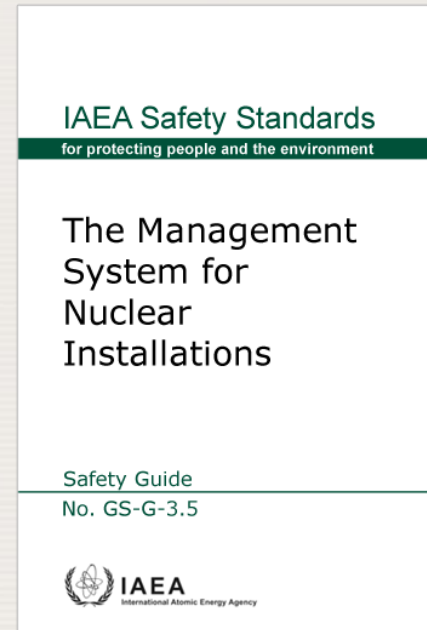 IAEA Safety Standards
for protecting people and the environment
The Management
System for
Nuclear
Installations
Safety Guide
No. GS-G-3.5
IAEA
International Atomic Energy Agency